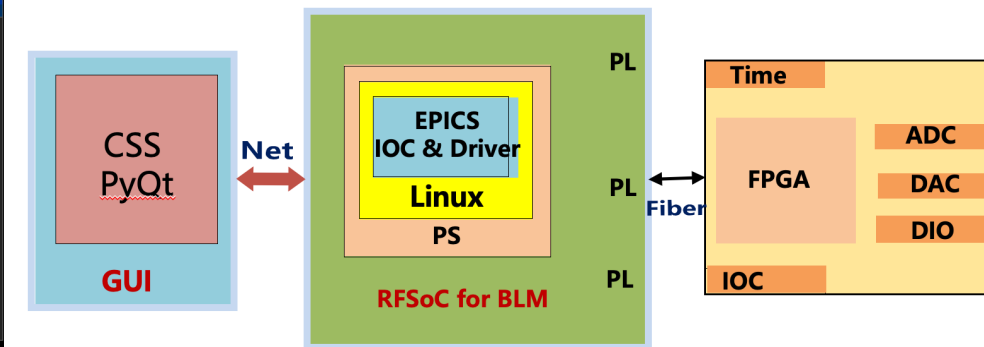 CSS
PyQt
GUI
Net
EPICS
IOC & Driver
Linux
PS
RFSoC for BLM
PL
PL
PL
Fiber
Time
FPGA
ADC
DAC
DIO
IOC